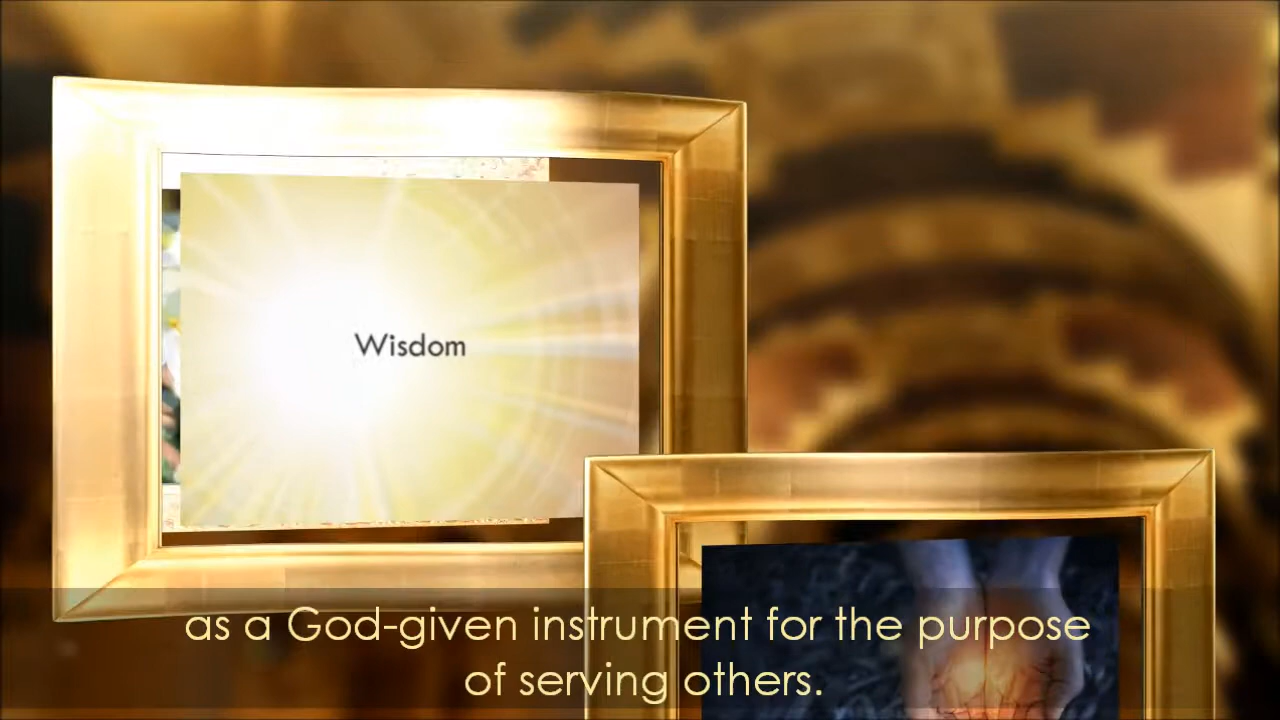 Wisdom
as a God-given instrument for the purpose
of serving others.